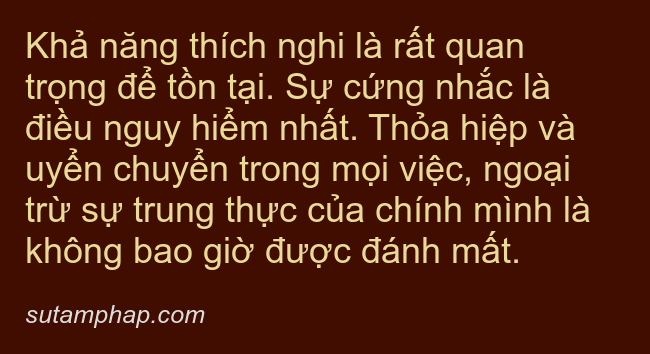 Khả năng thích nghi là rất quan
trọng để tồn tại. Sự cứng nhắc là
điều nguy hiểm nhất. Thỏa hiệp và
uyển chuyển trong mọi việc, ngoại
trừ sự trung thực của chính mình là
không bao giờ được đánh mất.
sutamphap.com